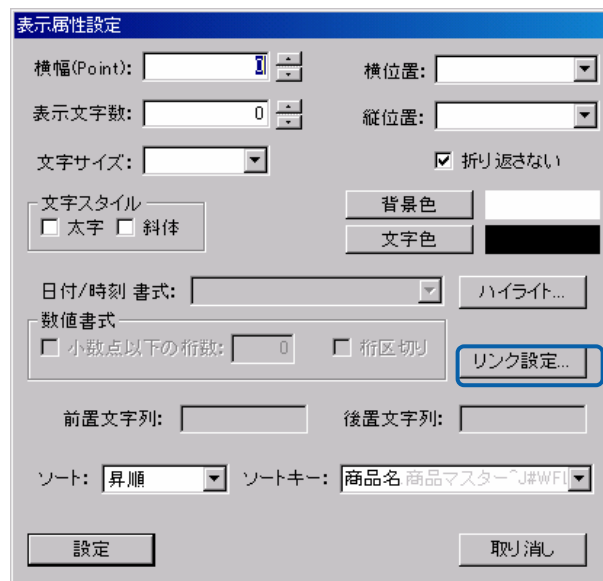 表示属性設定
横幅(Point): 0 横位置:
表示文字数: 0 縦位置:
文字サイズ: 折り返さない
文字スタイル
太字 斜体
背景色
文字色
日付/時刻 書式: ハイライト...
数値書式
小数点以下の桁数: 0 桁区切り
リンク設定...
前置文字列: 後置文字列:
ソート: 昇順 ソートキー: 商品名.商品マスター^J#WFL
設定 取り消し